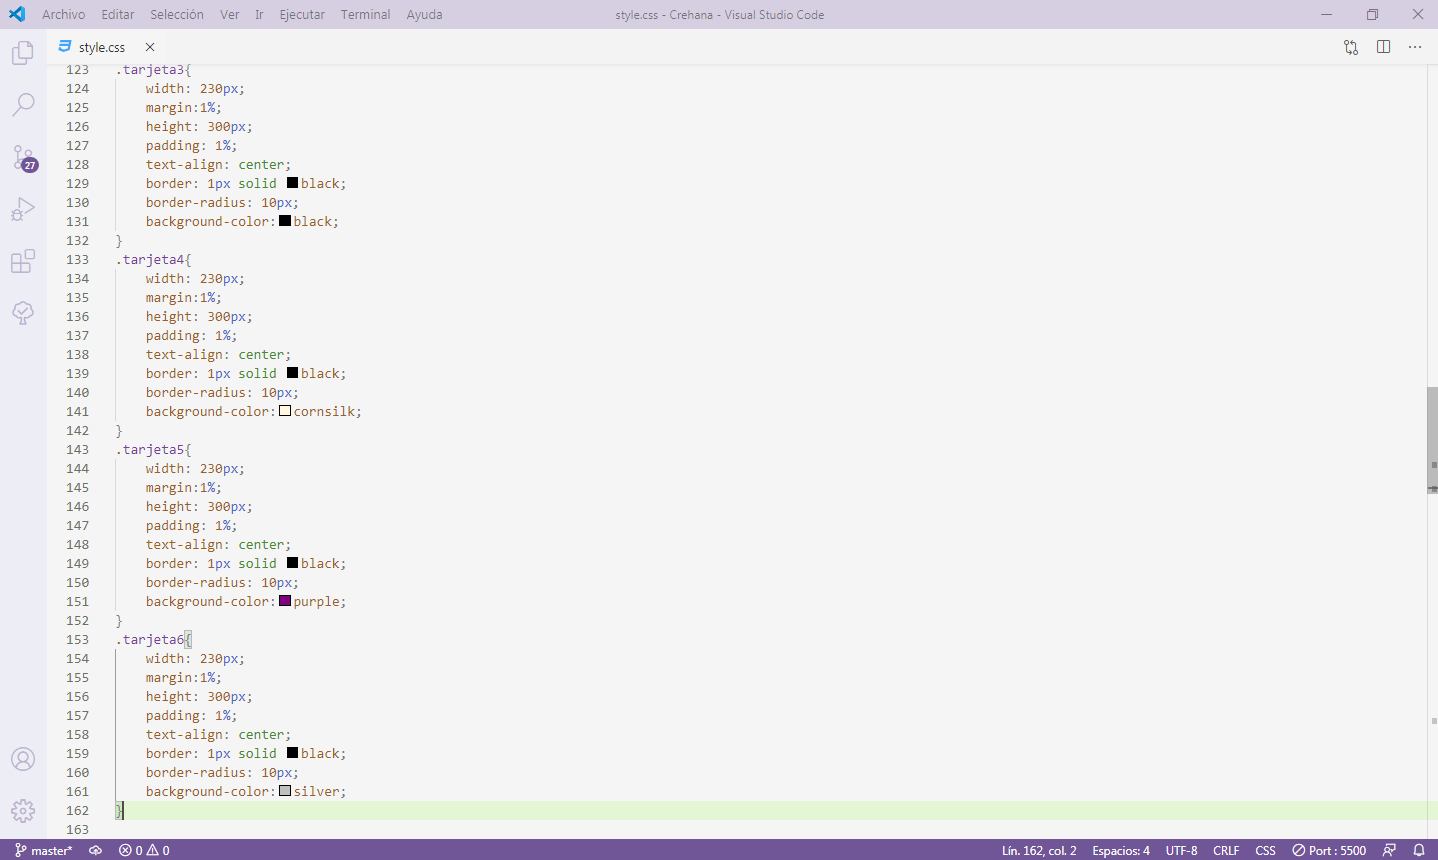 Archivo Editar Selección Ver Ir Ejecutar Terminal Ayuda style.css - Crehana - Visual Studio Code
style.css
123 .tarjeta3{
124 width: 230px;
125 margin:1%;
126 height: 300px;
127 padding: 1%;
128 text-align: center;
129 border: 1px solid black;
130 border-radius: 10px;
131 background-color: black;
132 }
133 .tarjeta4{
134 width: 230px;
135 margin:1%;
136 height: 300px;
137 padding: 1%;
138 text-align: center;
139 border: 1px solid black;
140 border-radius: 10px;
141 background-color: cornsilk;
142 }
143 .tarjeta5{
144 width: 230px;
145 margin:1%;
146 height: 300px;
147 padding: 1%;
148 text-align: center;
149 border: 1px solid black;
150 border-radius: 10px;
151 background-color: purple;
152 }
153 .tarjeta6{
154 width: 230px;
155 margin:1%;
156 height: 300px;
157 padding: 1%;
158 text-align: center;
159 border: 1px solid black;
160 border-radius: 10px;
161 background-color: silver;
162 }
163
27
master* 0 0 Lín. 162, col. 2 Espacios: 4 UTF-8 CRLF CSS Port : 5500